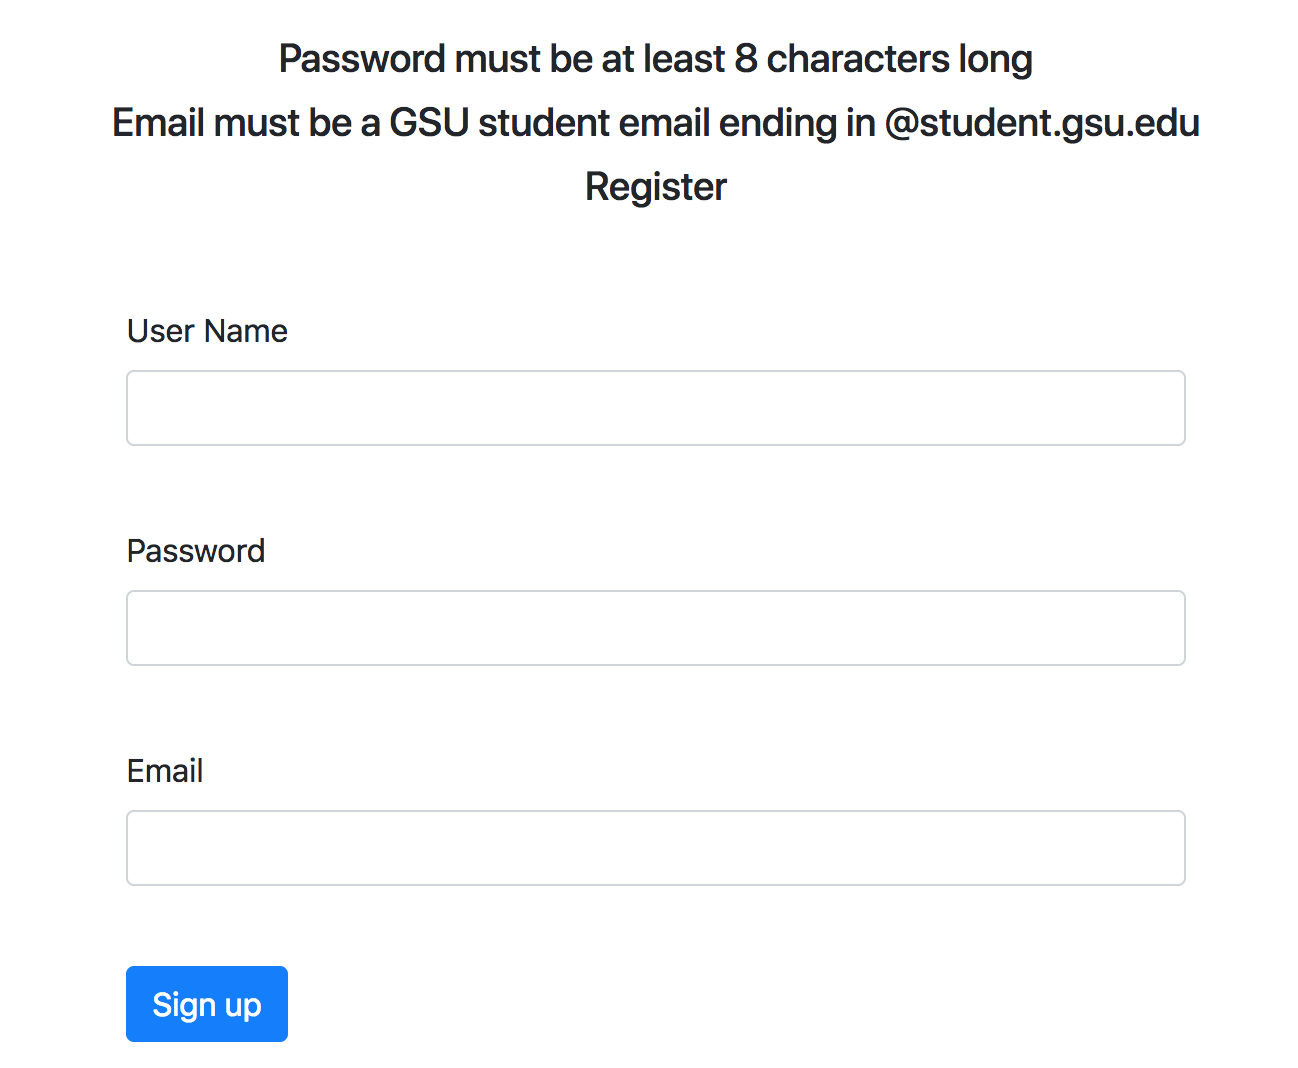 Password must be at least 8 characters long
Email must be a GSU student email ending in @student.gsu.edu
Register
User Name
Password
Email
Sign up